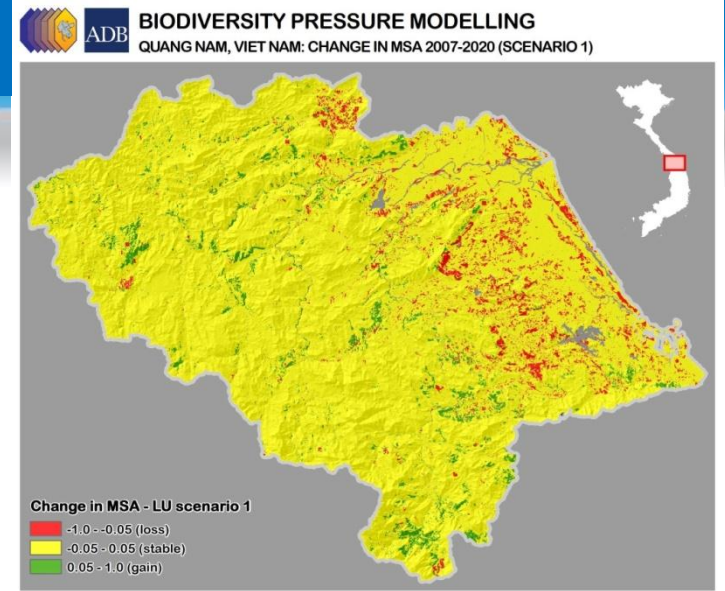 ADB
BIODIVERSITY PRESSURE MODELLING
QUANG NAM, VIET NAM: CHANGE IN MSA 2007-2020 (SCENARIO 1)
Change in MSA - LU scenario 1
-1.0 - -0.05 (loss)
-0.05 - 0.05 (stable)
0.05 - 1.0 (gain)